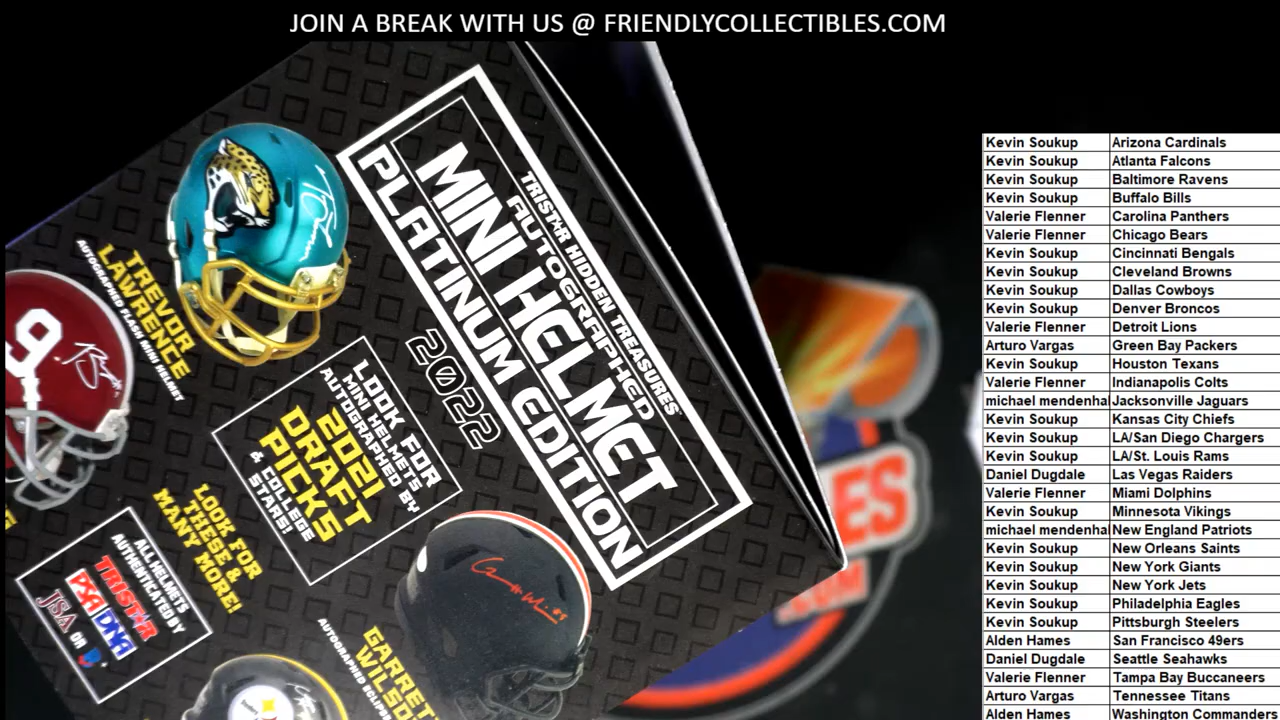 JOIN A BREAK WITH US @ FRIENDLYCOLLECTIBLES.COM
TRISTAR HIDDEN TREASURES
AUTOGRAPHED
MINI HELMET
PLATINUM EDITION
2022
TREVOR
LAWRENCE
AUTOGRAPHED FLASH MINI HELMET
9
LOOK FOR
MINI HELMETS
AUTOGRAPHED BY
2021
DRAFT
PICKS
& COLLEGE
STARS!
LOOK FOR
THESE &
MANY MORE!
ALL HELMETS
AUTHENTICATED BY
TRISTAR
PSA DNA
JSA OR
GARRETT
WILSON
AUTOGRAPHED ECLIPSE
ES
OM
Kevin Soukup Arizona Cardinals
Kevin Soukup Atlanta Falcons
Kevin Soukup Baltimore Ravens
Kevin Soukup Buffalo Bills
Valerie Flenner Carolina Panthers
Valerie Flenner Chicago Bears
Kevin Soukup Cincinnati Bengals
Kevin Soukup Cleveland Browns
Kevin Soukup Dallas Cowboys
Kevin Soukup Denver Broncos
Valerie Flenner Detroit Lions
Arturo Vargas Green Bay Packers
Kevin Soukup Houston Texans
Valerie Flenner Indianapolis Colts
michael mendenhal Jacksonville Jaguars
Kevin Soukup Kansas City Chiefs
Kevin Soukup LA/San Diego Chargers
Kevin Soukup LA/St. Louis Rams
Daniel Dugdale Las Vegas Raiders
Valerie Flenner Miami Dolphins
Kevin Soukup Minnesota Vikings
michael mendenhal New England Patriots
Kevin Soukup New Orleans Saints
Kevin Soukup New York Giants
Kevin Soukup New York Jets
Kevin Soukup Philadelphia Eagles
Kevin Soukup Pittsburgh Steelers
Alden Hames San Francisco 49ers
Daniel Dugdale Seattle Seahawks
Valerie Flenner Tampa Bay Buccaneers
Arturo Vargas Tennessee Titans
Alden Hames Washington Commanders